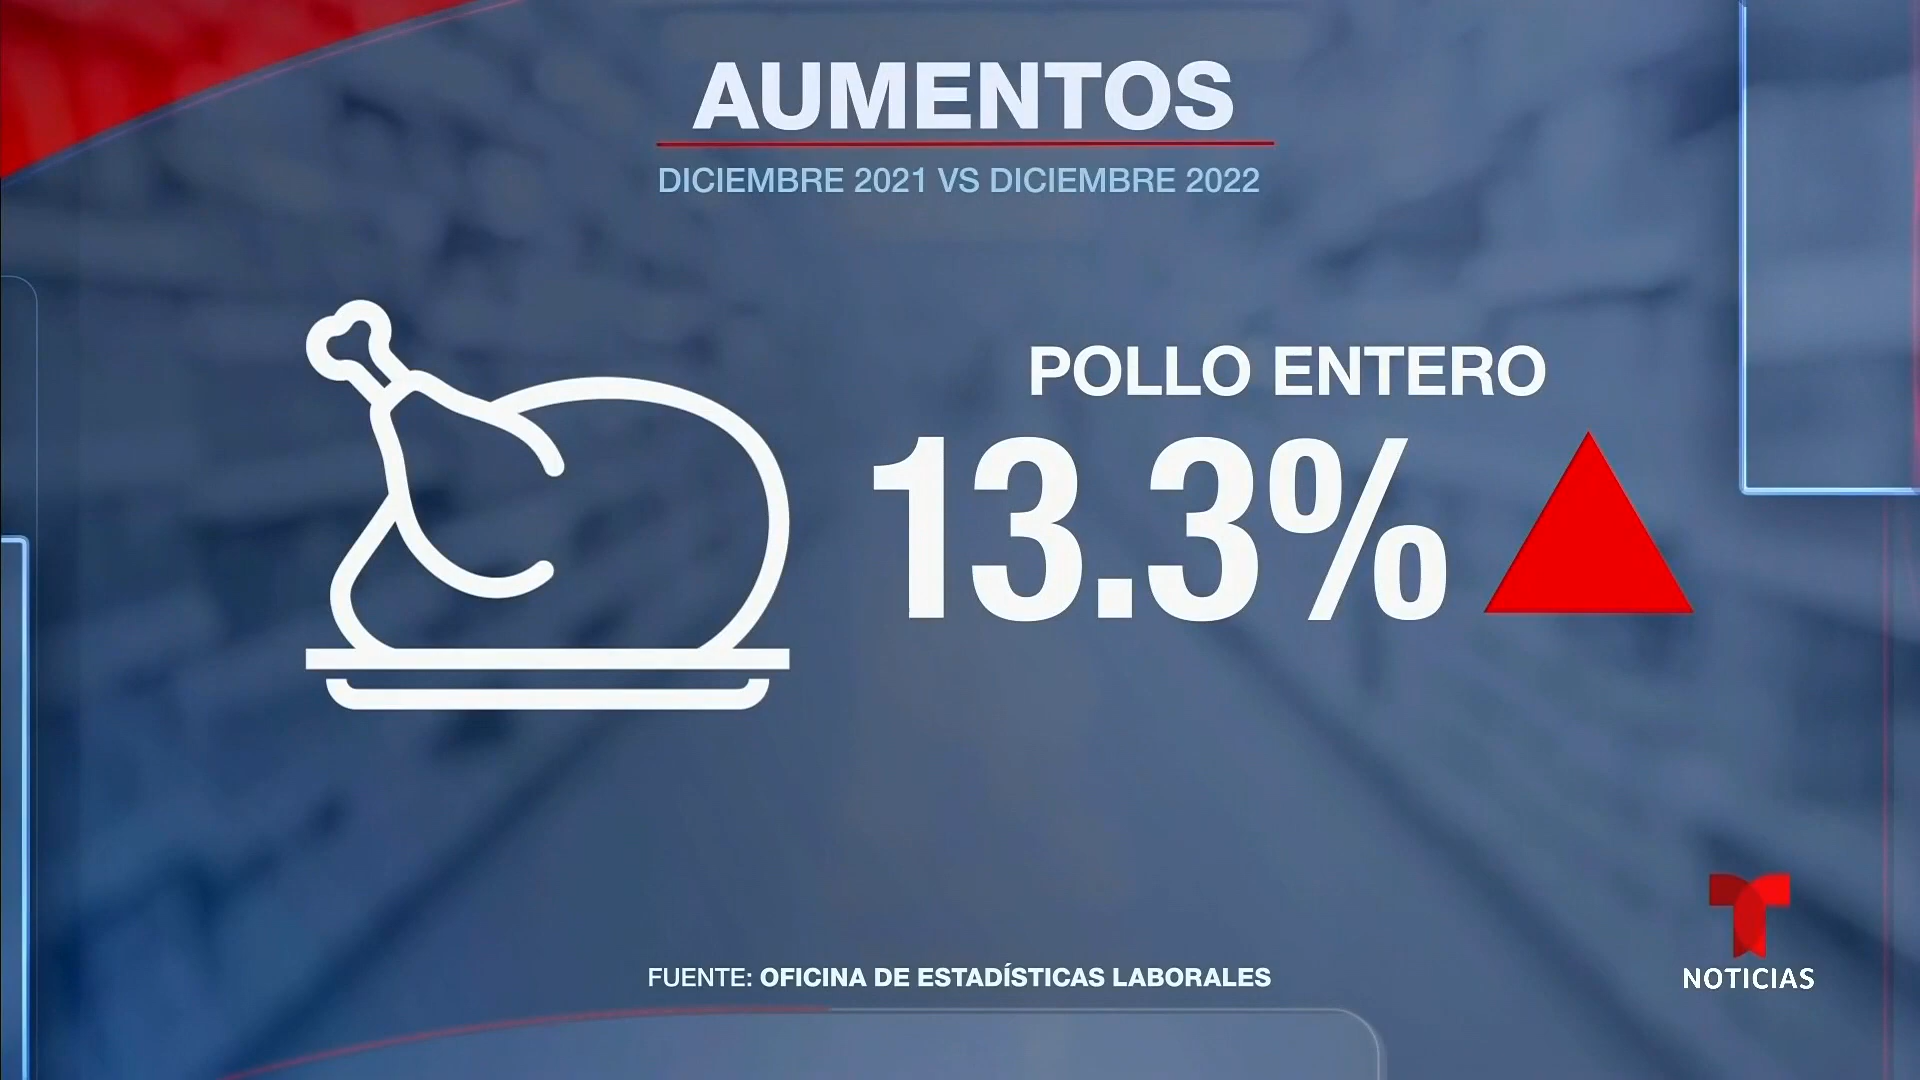 AUMENTOS
DICIEMBRE 2021 VS DICIEMBRE 2022
POLLO ENTERO
13.3%
FUENTE: OFICINA DE ESTADÍSTICAS LABORALES
NOTICIAS